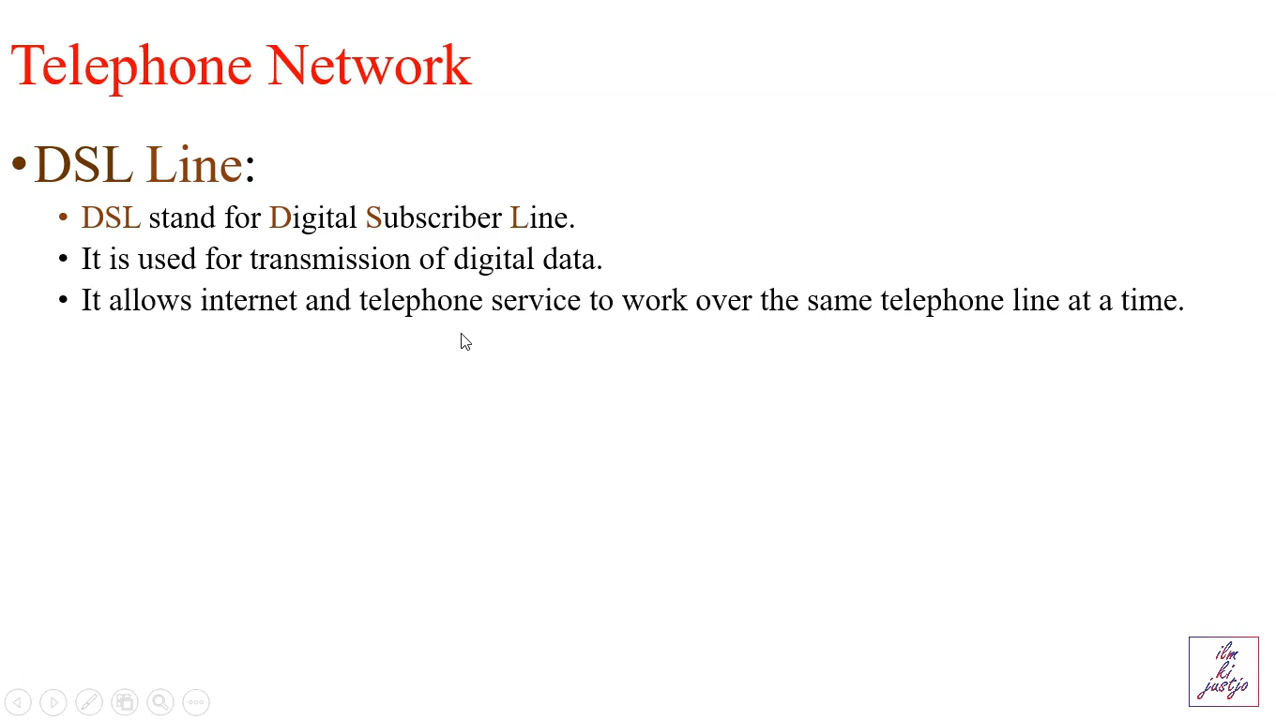 Telephone Network
•DSL Line:
• DSL stand for Digital Subscriber Line.
• It is used for transmission of digital data.
• It allows internet and telephone service to work over the same telephone line at a time.
ilm
ki
justjo